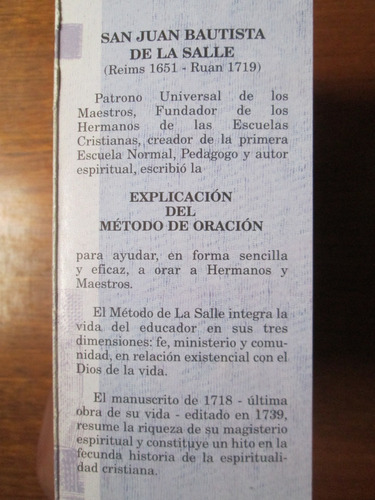 SAN JUAN BAUTISTA
DE LA SALLE
(Reims 1651 - Ruan 1719)
Patrono Universal de los
Maestros, Fundador de los
Hermanos de las Escuelas
Cristianas, creador de la primera
Escuela Normal, Pedagogo y autor
espiritual, escribió la
EXPLICACIÓN
DEL
MÉTODO DE ORACIÓN
para ayudar, en forma sencilla
y eficaz, a orar a Hermanos y
Maestros.
El Método de La Salle integra la
vida del educador en sus tres
dimensiones: fe, ministerio y comu-
nidad, en relación existencial con el
Dios de la vida.
El manuscrito de 1718 - última
obra de su vida - editado en 1739,
resume la riqueza de su magisterio
espiritual y constituye un hito en la
fecunda historia de la espirituali-
dad cristiana.